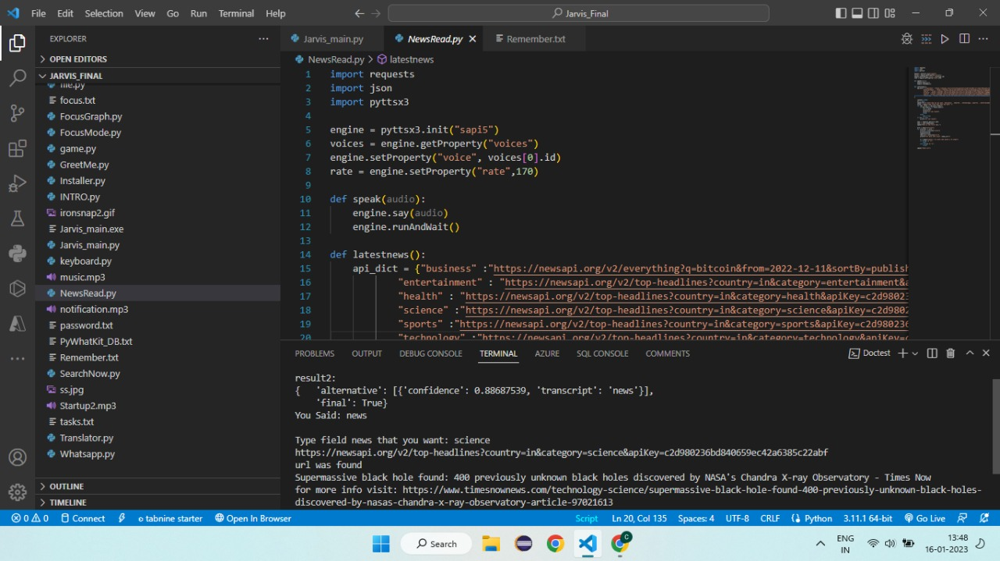 File Edit Selection View Go Run Terminal Help
Jarvis_Final
EXPLORER
OPEN EDITORS
JARVIS_FINAL
file.py
focus.txt
FocusGraph.py
FocusMode.py
game.py
GreetMe.py
Installer.py
INTRO.py
ironsnap2.gif
Jarvis_main.exe
Jarvis_main.py
keyboard.py
music.mp3
NewsRead.py
notification.mp3
password.txt
PyWhatKit_DB.txt
Remember.txt
SearchNow.py
ss.jpg
Startup2.mp3
tasks.txt
Translator.py
Whatsapp.py
OUTLINE
TIMELINE
Jarvis_main.py NewsRead.py Remember.txt
NewsRead.py > latestnews
1 import requests
2 import json
3 import pyttsx3
4
5 engine = pyttsx3.init("sapi5")
6 voices = engine.getProperty("voices")
7 engine.setProperty("voice", voices[0].id)
8 rate = engine.setProperty("rate",170)
9
10 def speak(audio):
11 engine.say(audio)
12 engine.runAndWait()
13
14 def latestnews():
15 api_dict = {"business" :"https://newsapi.org/v2/everything?q=bitcoin&from=2022-12-11&sortBy=publish
16 "entertainment" : "https://newsapi.org/v2/top-headlines?country=in&category=entertainment&a
17 "health" : "https://newsapi.org/v2/top-headlines?country=in&category=health&apiKey=c2d98023
18 "science" :"https://newsapi.org/v2/top-headlines?country=in&category=science&apiKey=c2d9802
19 "sports" :"https://newsapi.org/v2/top-headlines?country=in&category=sports&apiKey=c2d980236
20 "technology" :"https://newsapi.org/v2/top-headlines?country=in&category=technology&apiKey=c
PROBLEMS OUTPUT DEBUG CONSOLE TERMINAL AZURE SQL CONSOLE COMMENTS
Doctest
result2:
{ 'alternative': [{'confidence': 0.88687539, 'transcript': 'news'}],
'final': True}
You Said: news
Type field news that you want: science
https://newsapi.org/v2/top-headlines?country=in&category=science&apiKey=c2d980236bd840659ec42a6385c22abf
url was found
Supermassive black hole found: 400 previously unknown black holes discovered by NASA's Chandra X-ray Observatory - Times Now
for more info visit: https://www.timesnownews.com/technology-science/supermassive-black-hole-found-400-previously-unknown-black-holes-
discovered-by-nasas-chandra-x-ray-observatory-article-97021613
0 0 Connect tabnine starter Open In Browser Script Ln 20, Col 135 Spaces: 4 UTF-8 CRLF Python 3.11.1 64-bit Go Live
Search
ENG
IN
13:48
16-01-2023